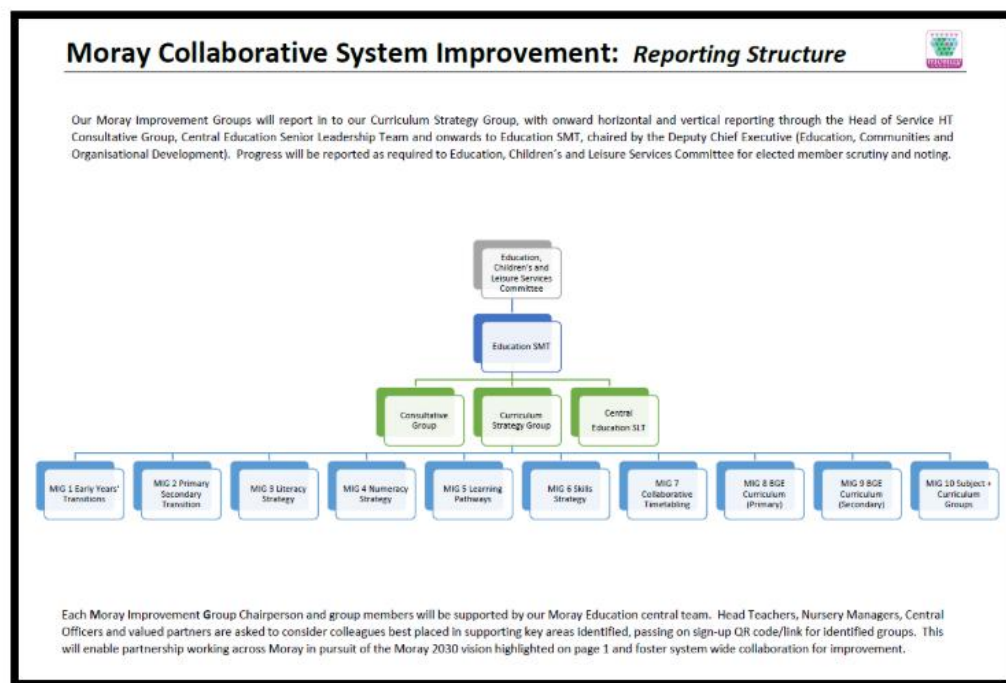 Moray Collaborative System Improvement: Reporting Structure
Our Moray Improvement Groups will report in to our Curriculum Strategy Group, with onward horizontal and vertical reporting through the Head of Service HT
Consultative Group, Central Education Senior Leadership Team and onwards to Education SMT, chaired by the Deputy Chief Executive (Education, Communities and
Organisational Development). Progress will be reported as required to Education, Children's and Leisure Services Committee for elected member scrutiny and noting.
Education,
Children's and
Leisure Services
Committee
Education SMT
Consultative
Group
Curriculum
Strategy Group
Central
Education SLT
MIG 1 Early Years'
Transitions
MIG 2 Primary
Secondary
Transition
MIG 3 Literacy
Strategy
MIG 4 Numeracy
Strategy
MIG 5 Learning
Pathways
MIG 6 Skills
Strategy
MIG 7
Collaborative
Timetabling
MIG 8 BGE
Curriculum
(Primary)
MIG 9 BGE
Curriculum
(Secondary)
MIG 10 Subject +
Curriculum
Groups
Each Moray Improvement Group Chairperson and group members will be supported by our Moray Education central team. Head Teachers, Nursery Managers, Central
Officers and valued partners are asked to consider colleagues best placed in supporting key areas identified, passing on sign-up QR code/link for identified groups. This
will enable partnership working across Moray in pursuit of the Moray 2030 vision highlighted on page 1 and foster system wide collaboration for improvement.